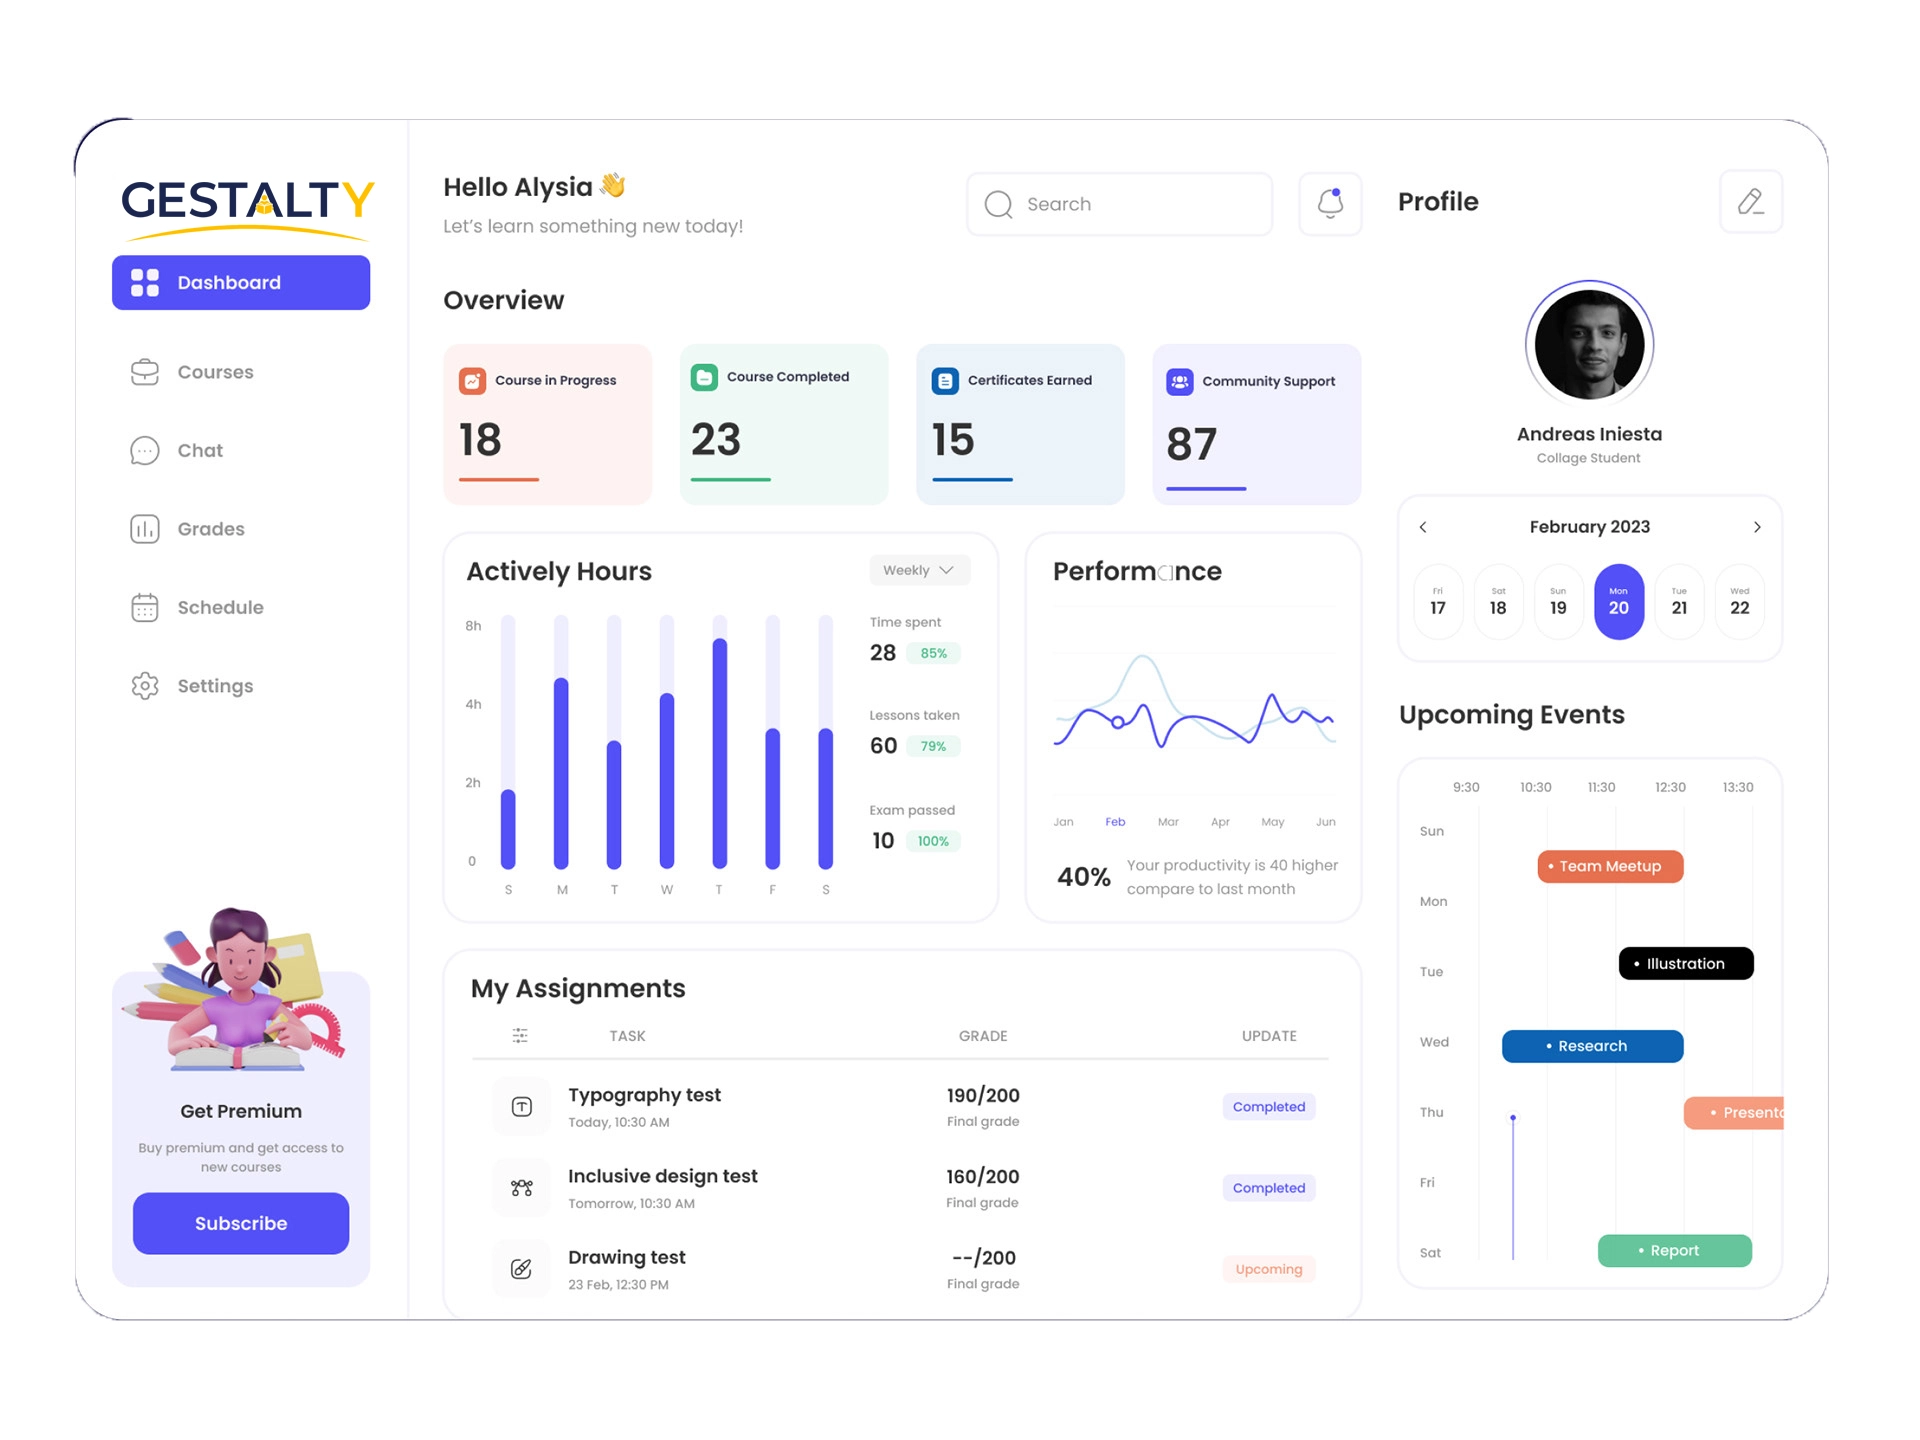 GESTALTY
Dashboard
Courses
Chat
Grades
Schedule
Settings
Get Premium
Buy premium and get access to
new courses
Subscribe
Hello Alysia 👋
Let's learn something new today!
Search
Overview
Course in Progress
18
Course Completed
23
Certificates Earned
15
Community Support
87
Actively Hours
Weekly
8h
4h
2h
0
S M T W T F S
Time spent
28 85%
Lessons taken
60 79%
Exam passed
10 100%
Performance
Jan Feb Mar Apr May Jun
40%
Your productivity is 40 higher
compare to last month
My Assignments
TASK GRADE UPDATE
Typography test
Today, 10:30 AM
190/200
Final grade
Completed
Inclusive design test
Tomorrow, 10:30 AM
160/200
Final grade
Completed
Drawing test
23 Feb, 12:30 PM
--/200
Final grade
Upcoming
Profile
Andreas Iniesta
Collage Student
February 2023
Fri Sat Sun Mon Tue Wed
17 18 19 20 21 22
Upcoming Events
9:30 10:30 11:30 12:30 13:30
Sun
• Team Meetup
Mon
• Illustration
Tue
Wed
• Research
Thu
• Presenta
Fri
Sat
• Report